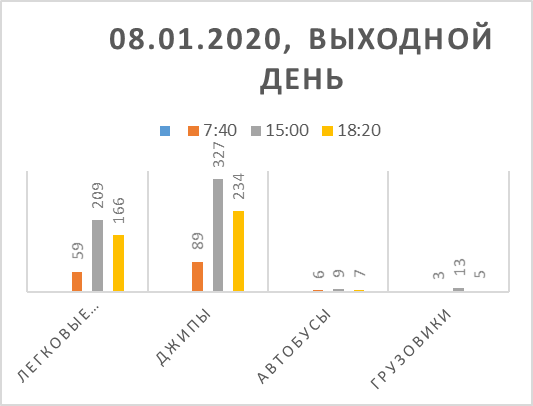 08.01.2020, ВЫХОДНОЙ
ДЕНЬ
7:40 15:00 18:20
59 209 166
89 327 234
6 9 7
3 13 5
ЛЕГКОВЫЕ...
ДЖИПЫ
АВТОБУСЫ
ГРУЗОВИКИ